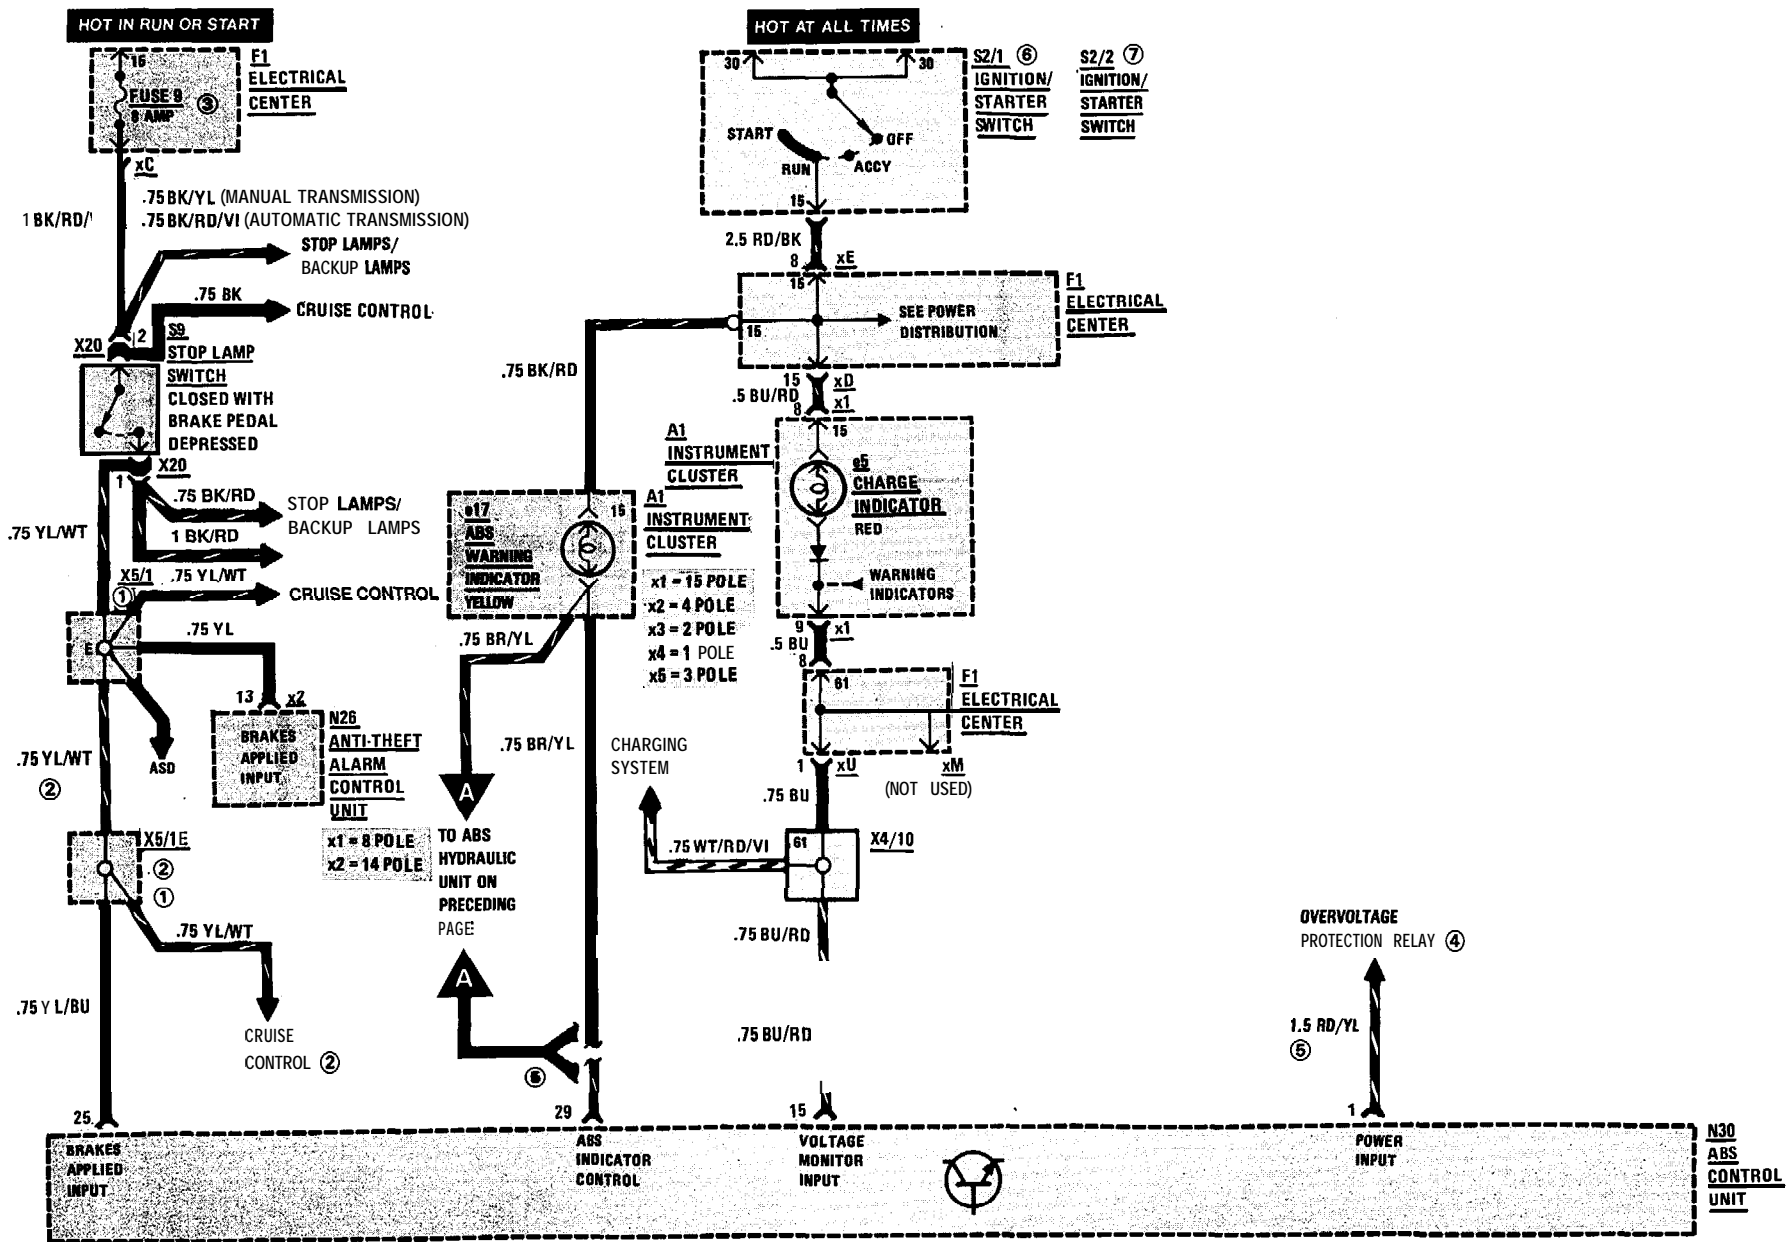 HOT IN RUN OR START
15
FUSE 9
8 AMP
③
F1
ELECTRICAL
CENTER
xC
.75 BK/YL (MANUAL TRANSMISSION)
.75 BK/RD/VI (AUTOMATIC TRANSMISSION)
1 BK/RD/
STOP LAMPS/
BACKUP LAMPS
.75 BK
CRUISE CONTROL
2
X20
S9
STOP LAMP
SWITCH
CLOSED WITH
BRAKE PEDAL
DEPRESSED
X20
1
.75 BK/RD
STOP LAMPS/
BACKUP LAMPS
1 BK/RD
.75 YL/WT
X5/1
①
.75 YL/WT
CRUISE CONTROL
E
.75 YL
13
x2
ASD
BRAKES
APPLIED
INPUT
N26
ANTI-THEFT
ALARM
CONTROL
UNIT
x1 = 8 POLE
x2 = 14 POLE
.75 YL/WT
②
X5/1E
②
①
.75 YL/WT
.75 YL/BU
CRUISE
CONTROL ②
HOT AT ALL TIMES
30
30
START
RUN
ACCY
OFF
15
S2/1 ⑥
IGNITION/
STARTER
SWITCH
S2/2 ⑦
IGNITION/
STARTER
SWITCH
2.5 RD/BK
8
xE
15
15
SEE POWER
DISTRIBUTION
F1
ELECTRICAL
CENTER
.75 BK/RD
15
xD
.5 BU/RD
8
x1
A1
INSTRUMENT
CLUSTER
15
e5
CHARGE
INDICATOR
RED
WARNING
INDICATORS
e17
ABS
WARNING
INDICATOR
YELLOW
15
A1
INSTRUMENT
CLUSTER
x1 = 15 POLE
x2 = 4 POLE
x3 = 2 POLE
x4 = 1 POLE
x5 = 3 POLE
9
x1
.5 BU
8
61
F1
ELECTRICAL
CENTER
1
xU
xM
(NOT USED)
.75 BR/YL
.75 BR/YL
CHARGING
SYSTEM
.75 BU
61
X4/10
.75 WT/RD/VI
A
TO ABS
HYDRAULIC
UNIT ON
PRECEDING
PAGE
A
.75 BU/RD
.75 BU/RD
OVERVOLTAGE
PROTECTION RELAY ④
1.5 RD/YL
⑤
25
29
15
1
BRAKES
APPLIED
INPUT
ABS
INDICATOR
CONTROL
VOLTAGE
MONITOR
INPUT
POWER
INPUT
N30
ABS
CONTROL
UNIT